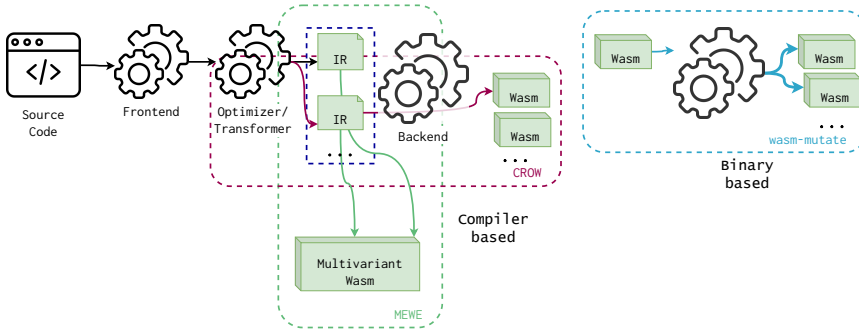 </>
Source
Code
Frontend
Optimizer/
Transformer
IR
IR
...
Backend
Wasm
Wasm
...
CROW
Compiler
based
Multivariant
Wasm
MEWE
Wasm
Wasm
Wasm
...
wasm-mutate
Binary
based